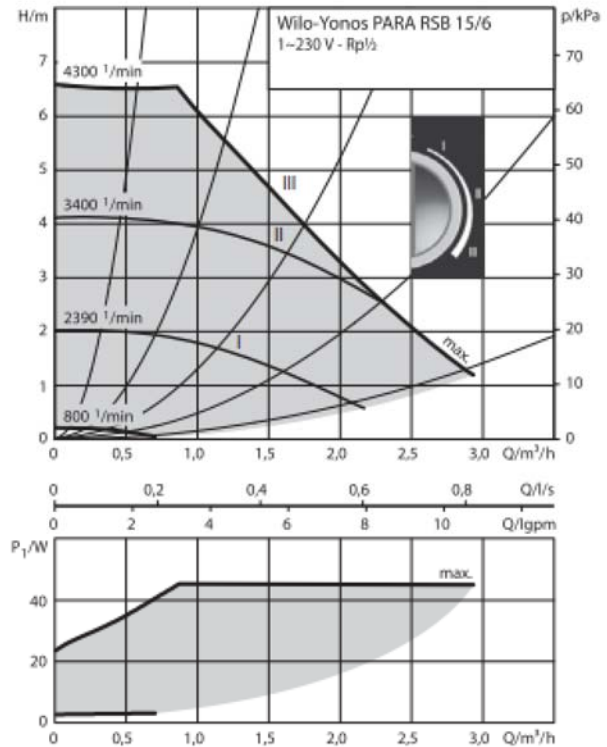 H/m
Wilo-Yonos PARA RSB 15/6
1~230 V - Rp½
p/kPa
7
70
4300 1/min
6
60
I
5
50
III
II
3400 1/min
4
40
II
III
3
30
2390 1/min
2
20
I
max.
1
10
800 1/min
0
0
0 0,5 1,0 1,5 2,0 2,5 3,0 Q/m³/h
0 0,2 0,4 0,6 0,8 Q/l/s
0 2 4 6 8 10 Q/Igpm
P1/W
max.
40
20
0
0 0,5 1,0 1,5 2,0 2,5 3,0 Q/m³/h